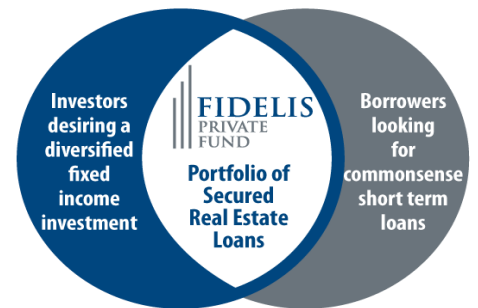 Investors
desiring a
diversified
fixed
income
investment
FIDELIS
PRIVATE
FUND
Portfolio of
Secured
Real Estate
Loans
Borrowers
looking
for
commonsense
short term
loans